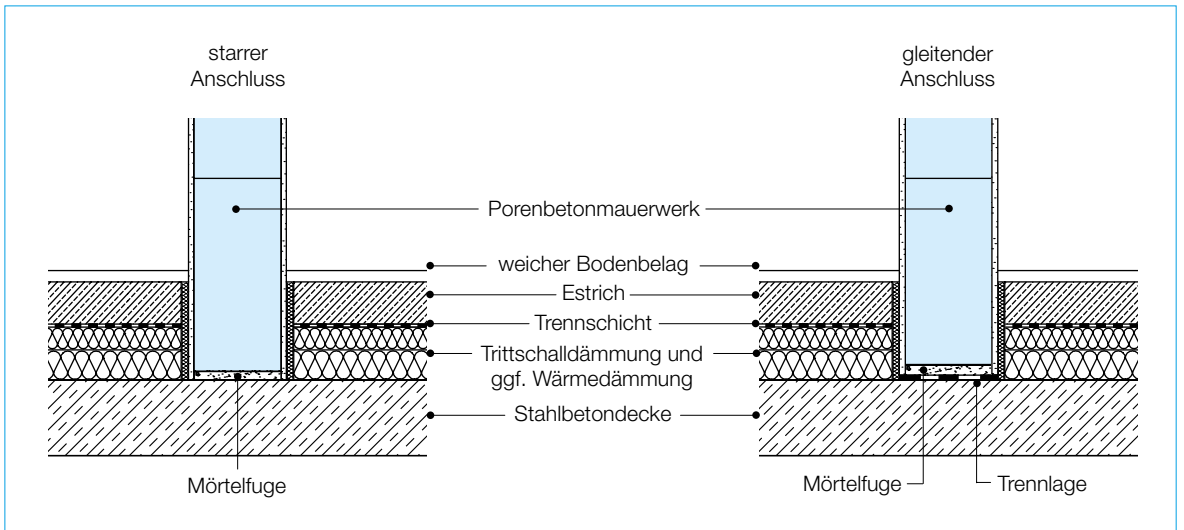 starrer
Anschluss
gleitender
Anschluss
Porenbetonmauerwerk
weicher Bodenbelag
Estrich
Trennschicht
Trittschalldämmung und
ggf. Wärmedämmung
Stahlbetondecke
Mörtelfuge
Mörtelfuge
Trennlage